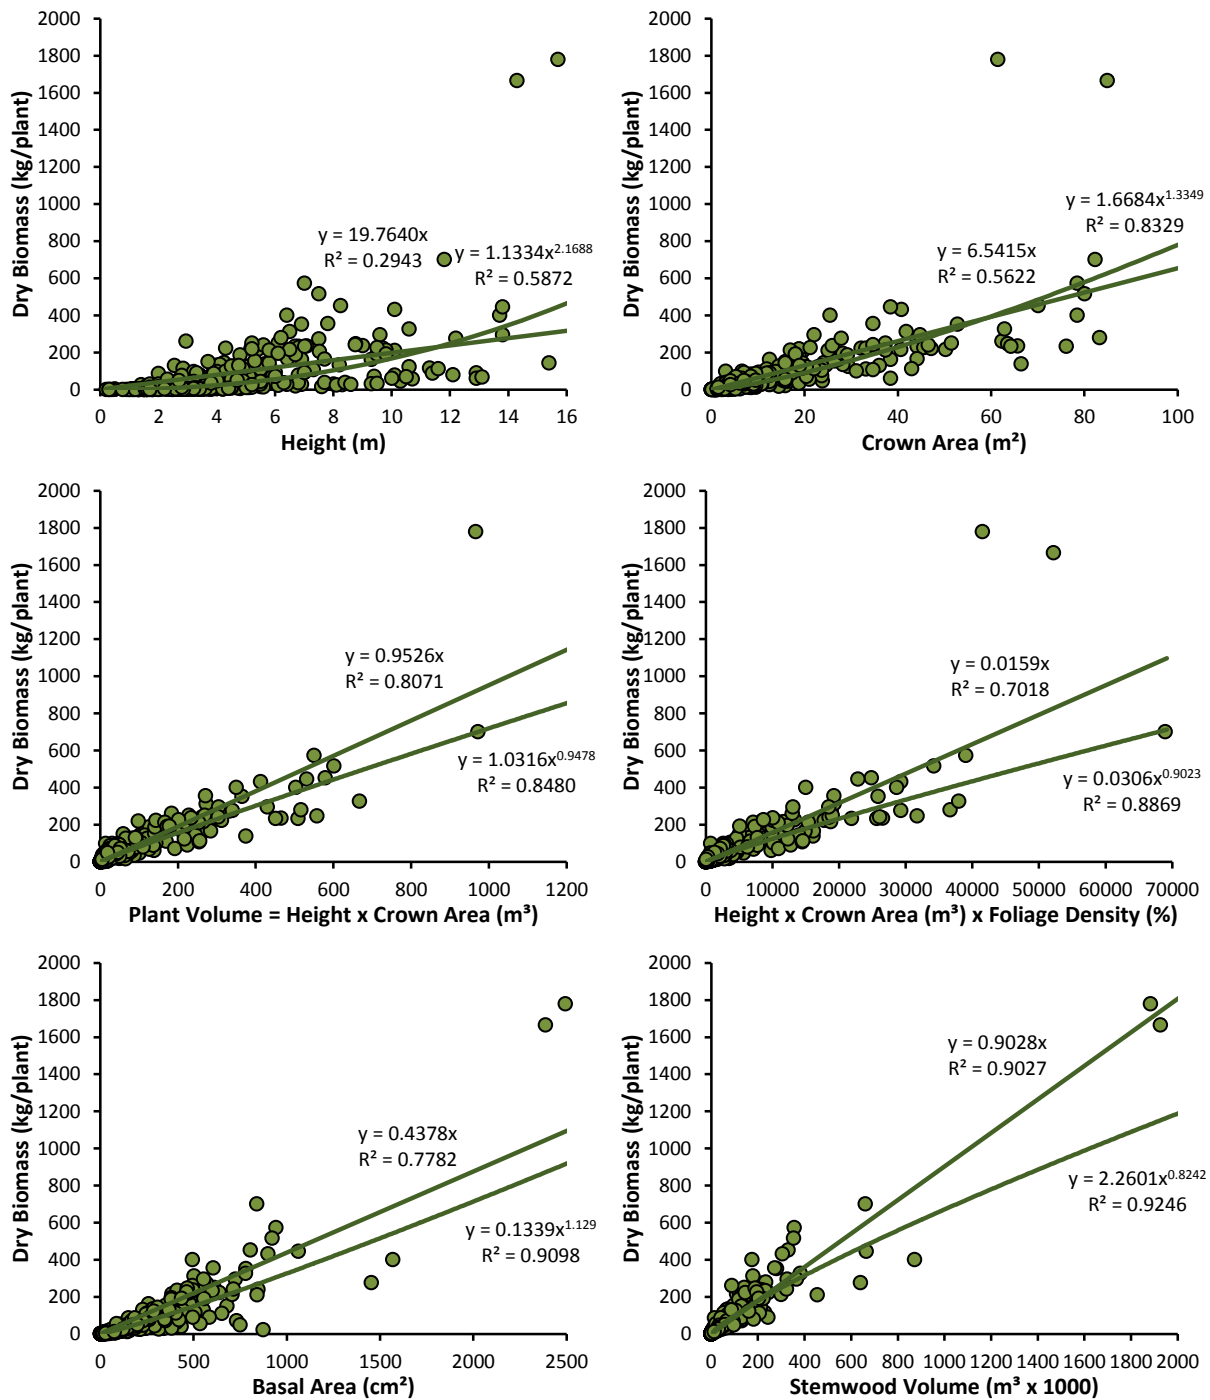 2000
1800
1600
1400
1200
1000
800
600
400
200
0
Dry Biomass (kg/plant)
y = 19.7640x
R² = 0.2943
y = 1.1334x^2.1688
R² = 0.5872
0 2 4 6 8 10 12 14 16
Height (m)
2000
1800
1600
1400
1200
1000
800
600
400
200
0
Dry Biomass (kg/plant)
y = 1.6684x^1.3349
R² = 0.8329
y = 6.5415x
R² = 0.5622
0 20 40 60 80 100
Crown Area (m²)
2000
1800
1600
1400
1200
1000
800
600
400
200
0
Dry Biomass (kg/plant)
y = 0.9526x
R² = 0.8071
y = 1.0316x^0.9478
R² = 0.8480
0 200 400 600 800 1000 1200
Plant Volume = Height x Crown Area (m³)
2000
1800
1600
1400
1200
1000
800
600
400
200
0
Dry Biomass (kg/plant)
y = 0.0159x
R² = 0.7018
y = 0.0306x^0.9023
R² = 0.8869
0 10000 20000 30000 40000 50000 60000 70000
Height x Crown Area (m³) x Foliage Density (%)
2000
1800
1600
1400
1200
1000
800
600
400
200
0
Dry Biomass (kg/plant)
y = 0.4378x
R² = 0.7782
y = 0.1339x^1.129
R² = 0.9098
0 500 1000 1500 2000 2500
Basal Area (cm²)
2000
1800
1600
1400
1200
1000
800
600
400
200
0
Dry Biomass (kg/plant)
y = 0.9028x
R² = 0.9027
y = 2.2601x^0.8242
R² = 0.9246
0 200 400 600 800 1000 1200 1400 1600 1800 2000
Stemwood Volume (m³ x 1000)